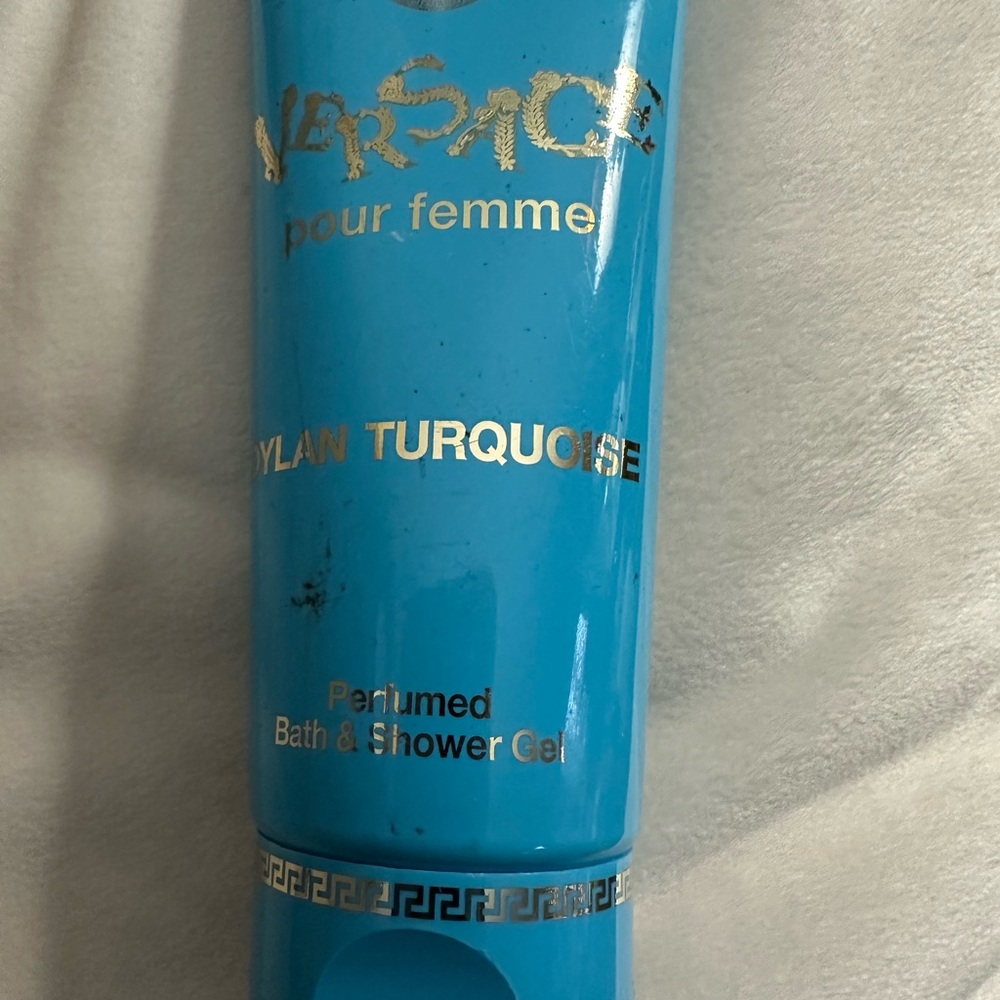 VERSACE
pour femme
DYLAN TURQUOISE
Perfumed
Bath & Shower Gel